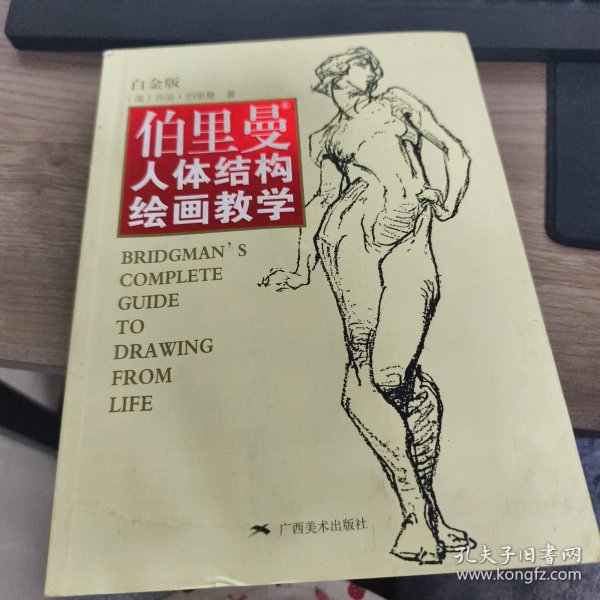 白金版
［美］乔治·伯里曼 著
伯里曼®
人体结构
绘画教学
BRIDGMAN'S
COMPLETE
GUIDE
TO
DRAWING
FROM
LIFE
广西美术出版社
孔夫子旧书网
www.kongfz.com